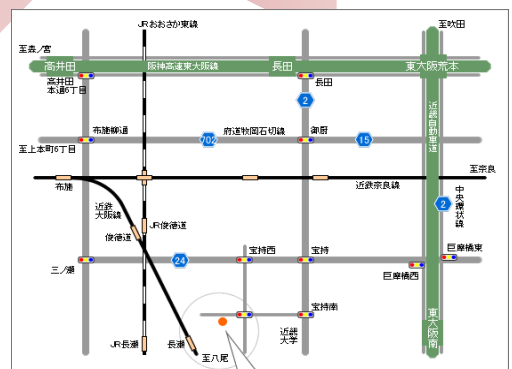 JRおおさか東線
至吹田
至森ノ宮
高井田
阪神高速東大阪線
長田
東大阪荒本
高井田
本通6丁目
長田
2
近畿自動車道
布施柳通
702
府道牧岡石切線
御厨
15
至上本町6丁目
至奈良
布施
近鉄奈良線
近鉄
大阪線
2
中央環状線
JR俊徳道
俊徳道
宝持西
宝持
巨摩橋東
24
三ノ瀬
巨摩橋西
宝持南
近畿
大学
東大阪南
JR長瀬
長瀬
至八尾